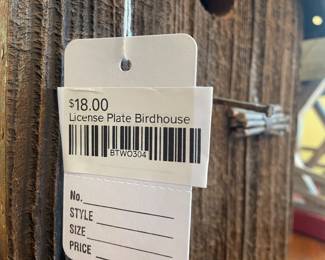 $18.00
License Plate Birdhouse
BTWO304
No.
STYLE
SIZE
PRICE